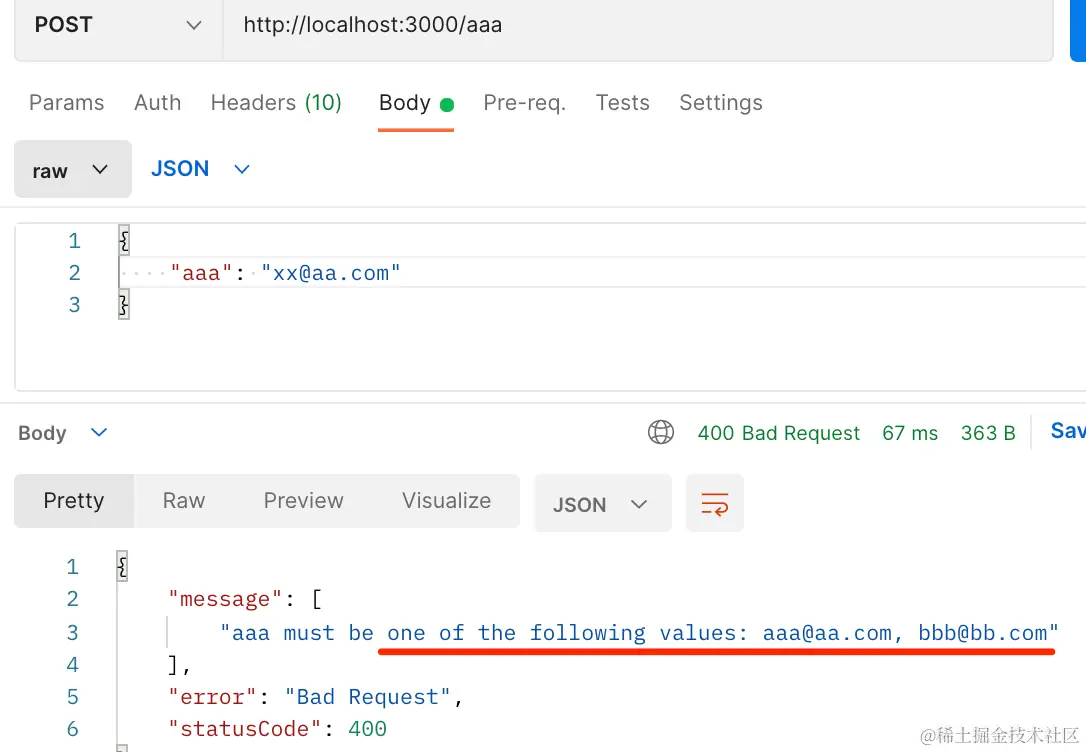 POST http://localhost:3000/aaa
Params Auth Headers (10) Body Pre-req. Tests Settings
raw JSON
1 {
2 "aaa": "xx@aa.com"
3 }
Body 400 Bad Request 67 ms 363 B Sav
Pretty Raw Preview Visualize JSON
1 {
2 "message": [
3 "aaa must be one of the following values: aaa@aa.com, bbb@bb.com"
4 ],
5 "error": "Bad Request",
6 "statusCode": 400
@稀土掘金技术社区